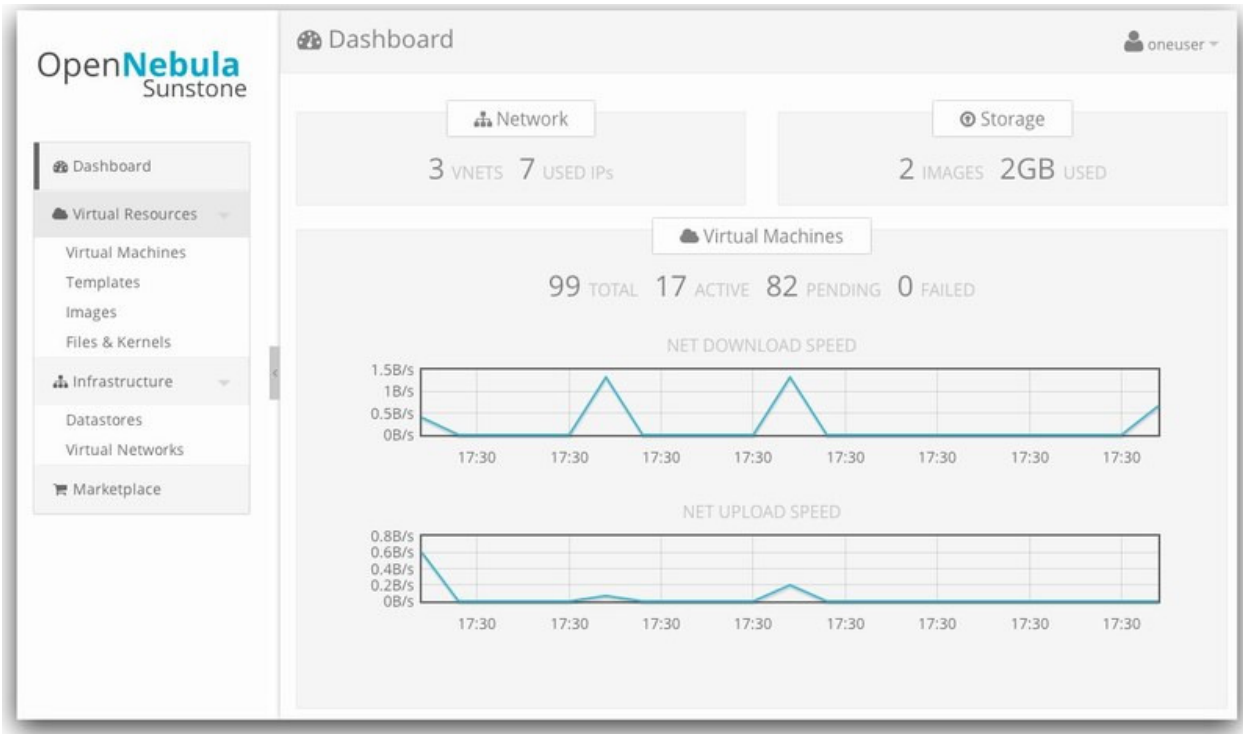 OpenNebula
Sunstone
Dashboard
Virtual Resources
Virtual Machines
Templates
Images
Files & Kernels
Infrastructure
Datastores
Virtual Networks
Marketplace
Dashboard
oneuser
Network
3 VNETS 7 USED IPs
Storage
2 IMAGES 2GB USED
Virtual Machines
99 TOTAL 17 ACTIVE 82 PENDING 0 FAILED
NET DOWNLOAD SPEED
1.5B/s
1B/s
0.5B/s
0B/s
17:30 17:30 17:30 17:30 17:30 17:30 17:30 17:30
NET UPLOAD SPEED
0.8B/s
0.6B/s
0.4B/s
0.2B/s
0B/s
17:30 17:30 17:30 17:30 17:30 17:30 17:30 17:30